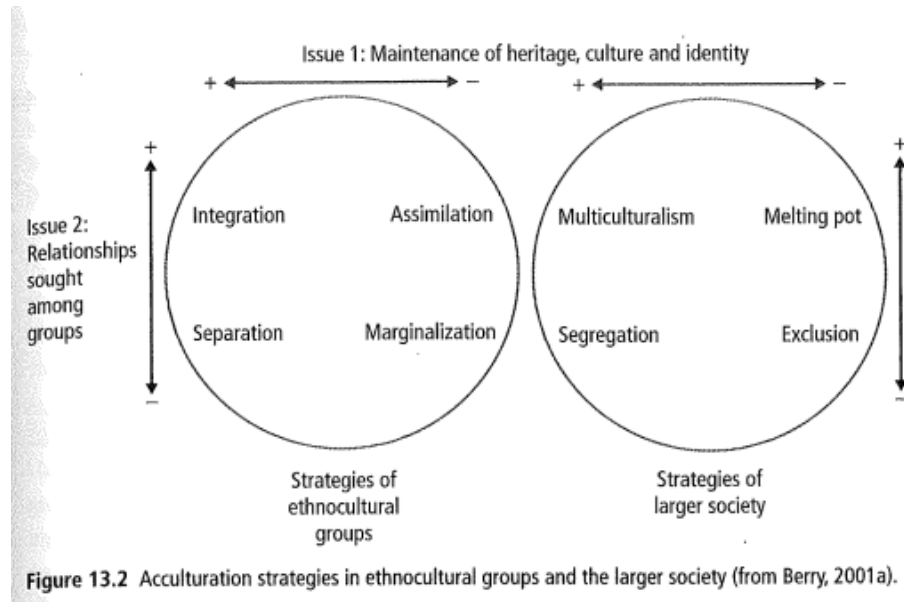 Issue 1: Maintenance of heritage, culture and identity
+ −
+ −
+
+
Issue 2:
Relationships
sought
among
groups
Integration Assimilation
Multiculturalism Melting pot
Separation Marginalization
Segregation Exclusion
−
−
Strategies of
ethnocultural
groups
Strategies of
larger society
Figure 13.2 Acculturation strategies in ethnocultural groups and the larger society (from Berry, 2001a).